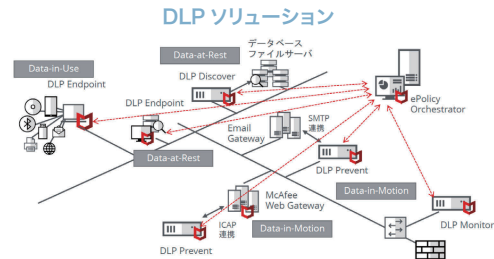 DLP ソリューション
データベース
ファイルサーバ
Data-at-Rest
Data-in-Use
DLP Endpoint
DLP Discover
DLP Endpoint
ePolicy
Orchestrator
SMTP
連携
Email
Gateway
Data-at-Rest
DLP Prevent
McAfee
Web Gateway
Data-in-Motion
ICAP
連携
Data-in-Motion
DLP Prevent
DLP Monitor